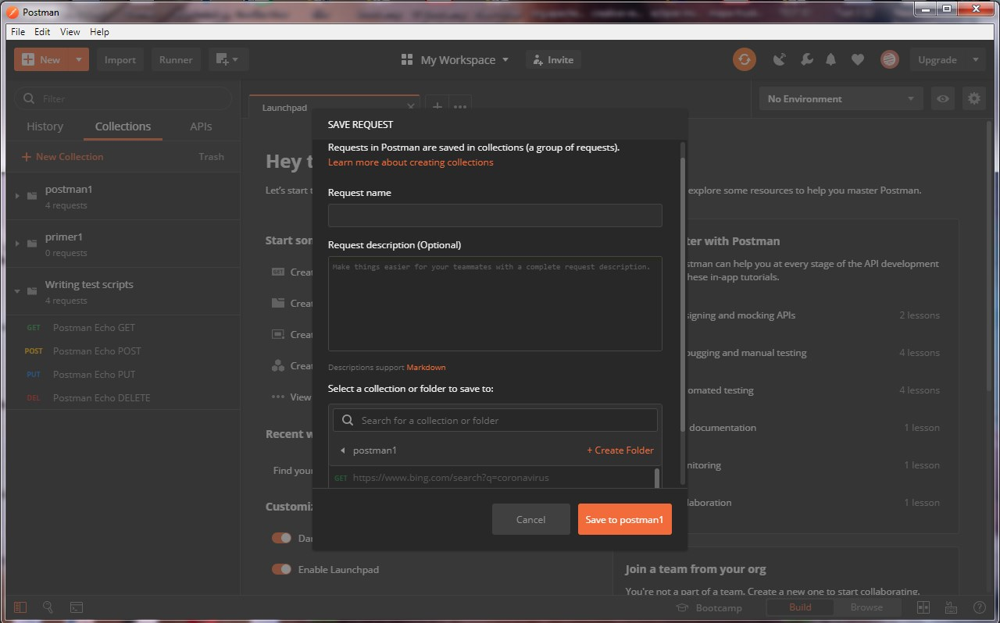 Postman
File Edit View Help
New Import Runner My Workspace Invite Upgrade
Filter
History Collections APIs
+ New Collection Trash
postman1
4 requests
primer1
0 requests
Writing test scripts
4 requests
GET Postman Echo GET
POST Postman Echo POST
PUT Postman Echo PUT
DEL Postman Echo DELETE
Launchpad X + •••
No Environment
Hey t
Let's start t
explore some resources to help you master Postman.
Start son
GET Creat
Creat
Creat
Creat
••• View
Recent w
Find your
Customiz
Dar
Enable Launchpad
SAVE REQUEST
Requests in Postman are saved in collections (a group of requests).
Learn more about creating collections
Request name
Request description (Optional)
Make things easier for your teammates with a complete request description.
Descriptions support Markdown
Select a collection or folder to save to:
Search for a collection or folder
postman1 + Create Folder
GET https://www.bing.com/search?q=coronavirus
Cancel Save to postman1
ter with Postman
stman can help you at every stage of the API development
hese in-app tutorials.
signing and mocking APIs 2 lessons
bugging and manual testing 4 lessons
omated testing 4 lessons
documentation 1 lesson
nitoring 1 lesson
laboration 1 lesson
Join a team from your org
You're not a part of a team. Create a new one to start collaborating.
Bootcamp Build Browse